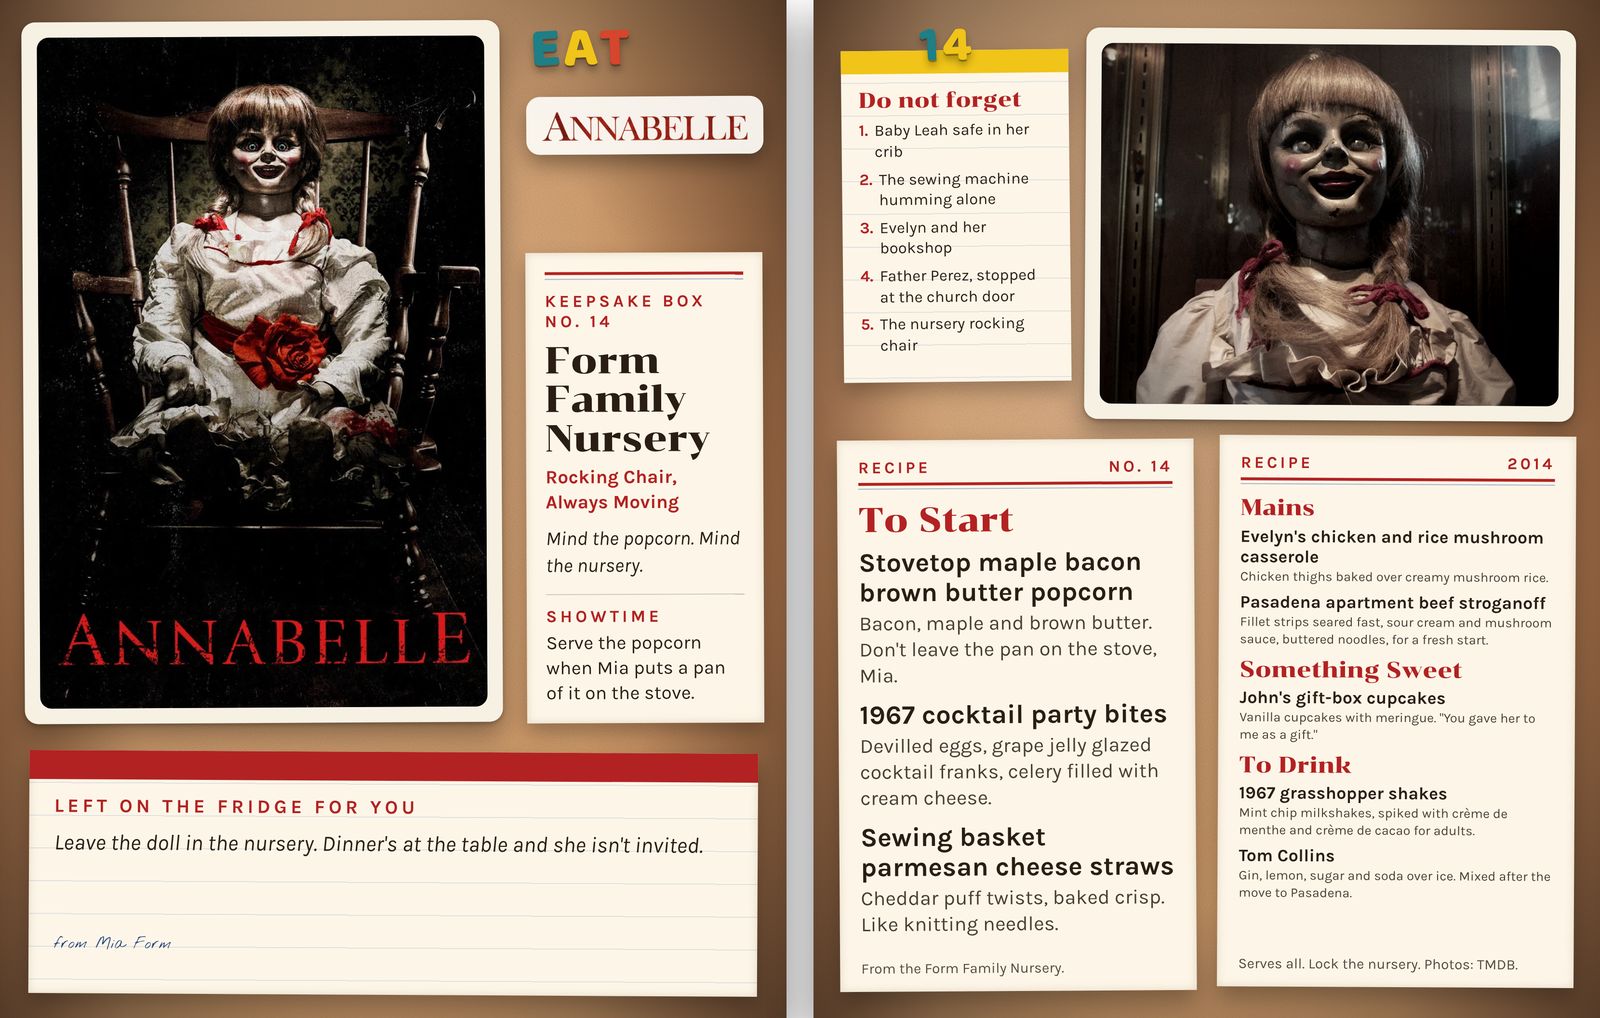 EAT
ANNABELLE
ANNABELLE
KEEPSAKE BOX
NO. 14
Form
Family
Nursery
Rocking Chair,
Always Moving
Mind the popcorn. Mind
the nursery.
SHOWTIME
Serve the popcorn
when Mia puts a pan
of it on the stove.
LEFT ON THE FRIDGE FOR YOU
Leave the doll in the nursery. Dinner's at the table and she isn't invited.
from Mia Form
14
Do not forget
1. Baby Leah safe in her
crib
2. The sewing machine
humming alone
3. Evelyn and her
bookshop
4. Father Perez, stopped
at the church door
5. The nursery rocking
chair
RECIPE NO. 14
To Start
Stovetop maple bacon
brown butter popcorn
Bacon, maple and brown butter.
Don't leave the pan on the stove,
Mia.
1967 cocktail party bites
Devilled eggs, grape jelly glazed
cocktail franks, celery filled with
cream cheese.
Sewing basket
parmesan cheese straws
Cheddar puff twists, baked crisp.
Like knitting needles.
From the Form Family Nursery.
RECIPE 2014
Mains
Evelyn's chicken and rice mushroom
casserole
Chicken thighs baked over creamy mushroom rice.
Pasadena apartment beef stroganoff
Fillet strips seared fast, sour cream and mushroom
sauce, buttered noodles, for a fresh start.
Something Sweet
John's gift-box cupcakes
Vanilla cupcakes with meringue. "You gave her to
me as a gift."
To Drink
1967 grasshopper shakes
Mint chip milkshakes, spiked with crème de
menthe and crème de cacao for adults.
Tom Collins
Gin, lemon, sugar and soda over ice. Mixed after the
move to Pasadena.
Serves all. Lock the nursery. Photos: TMDB.